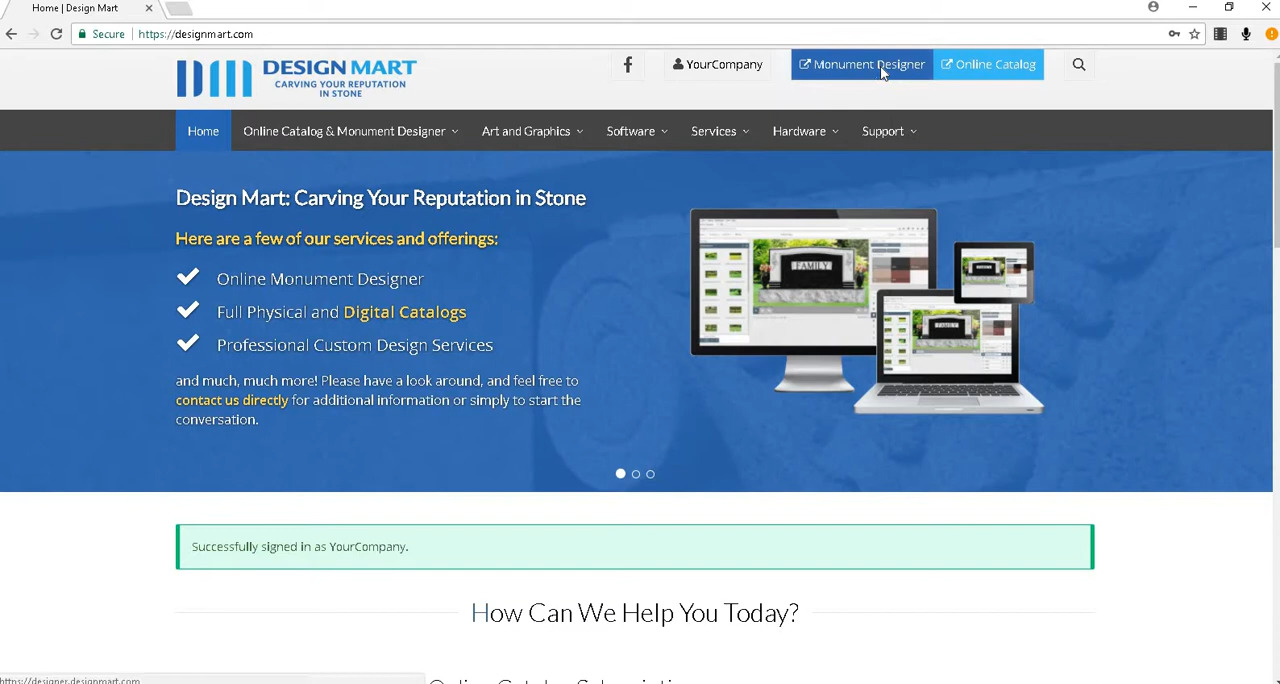 Home | Design Mart
Secure https://designmart.com
DESIGN MART
CARVING YOUR REPUTATION
IN STONE
YourCompany
Monument Designer
Online Catalog
Home Online Catalog & Monument Designer Art and Graphics Software Services Hardware Support
Design Mart: Carving Your Reputation in Stone
Here are a few of our services and offerings:
Online Monument Designer
Full Physical and Digital Catalogs
Professional Custom Design Services
and much, much more! Please have a look around, and feel free to
contact us directly for additional information or simply to start the
conversation.
FAMILY
Successfully signed in as YourCompany.
How Can We Help You Today?
https://designer.designmart.com